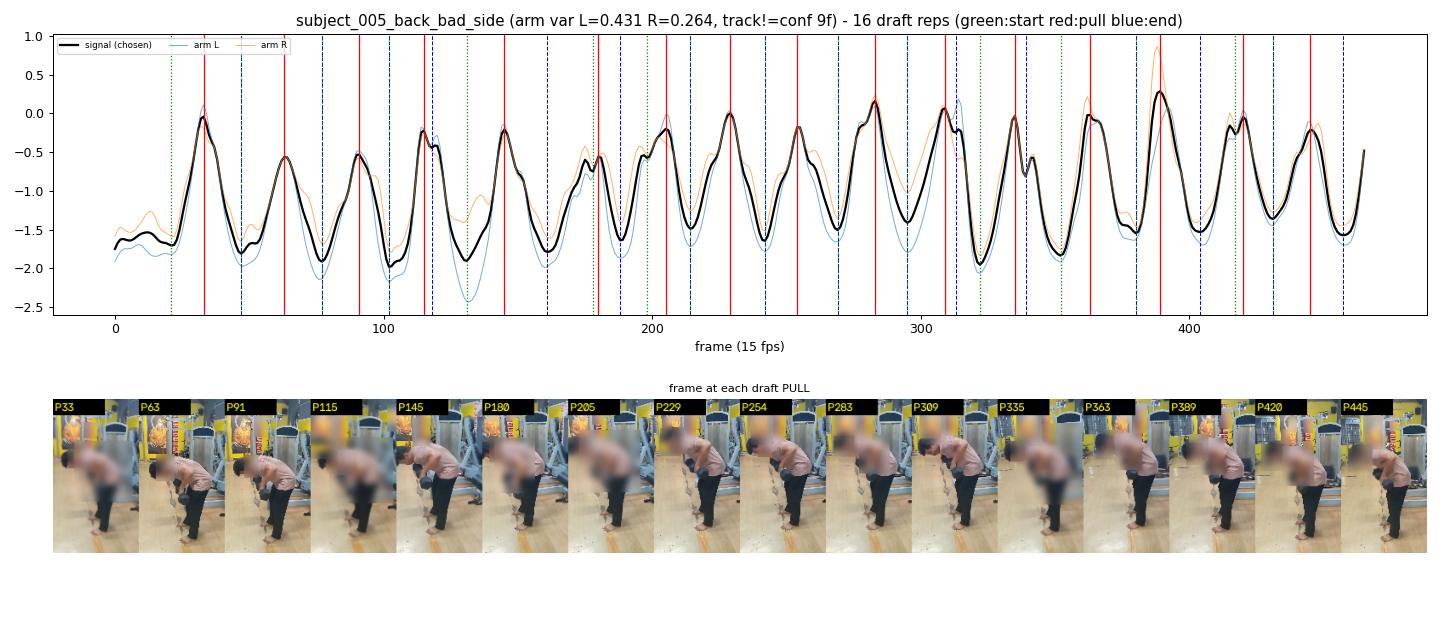 subject_005_back_bad_side (arm var L=0.431 R=0.264, track!=conf 9f) - 16 draft reps (green:start red:pull blue:end)
signal (chosen) arm L arm R
1.0
0.5
0.0
−0.5
−1.0
−1.5
−2.0
−2.5
0 100 200 300 400
frame (15 fps)
frame at each draft PULL
P33 P63 P91 P115 P145 P180 P205 P229 P254 P283 P309 P335 P363 P389 P420 P445